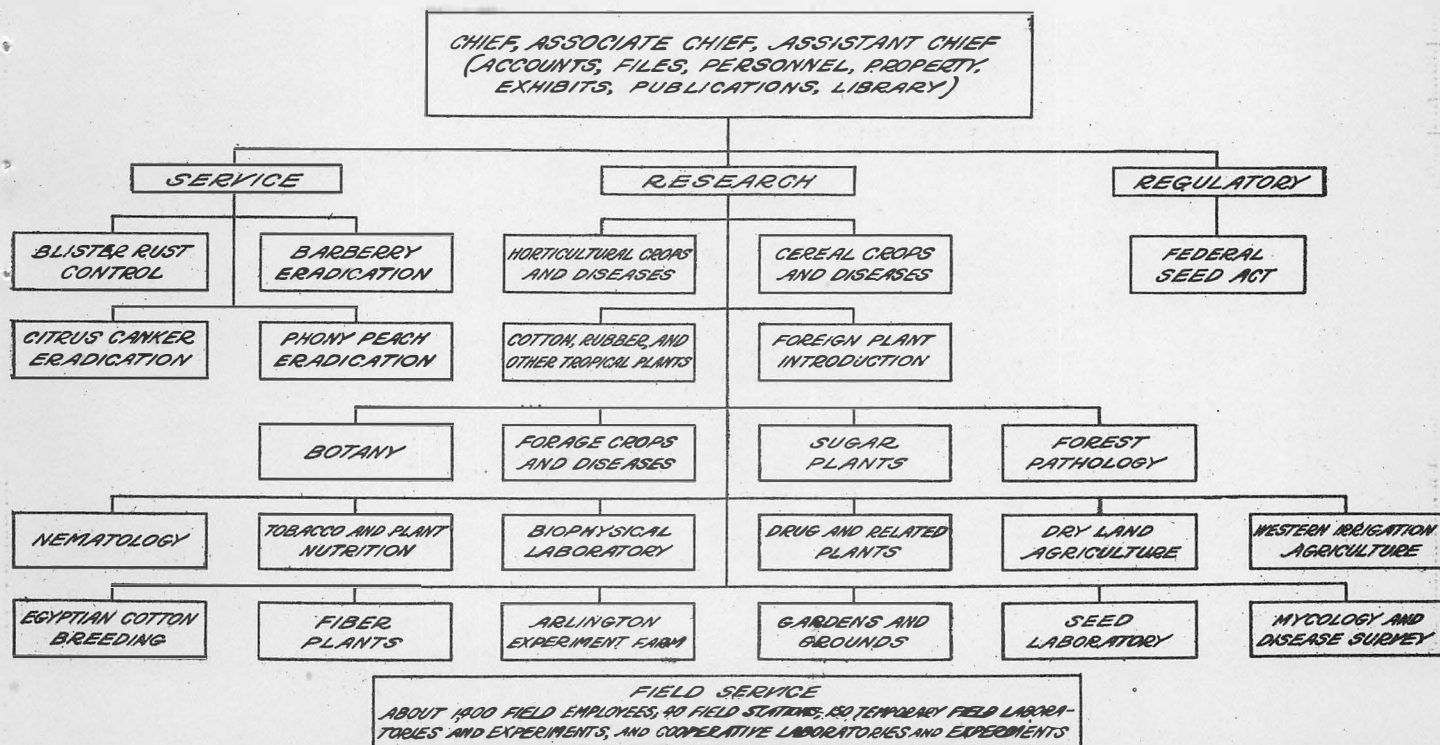 CHIEF, ASSOCIATE CHIEF, ASSISTANT CHIEF
(ACCOUNTS, FILES, PERSONNEL, PROPERTY,
EXHIBITS, PUBLICATIONS, LIBRARY)
SERVICE
RESEARCH
REGULATORY
BLISTER RUST
CONTROL
BARBERRY
ERADICATION
HORTICULTURAL CROPS
AND DISEASES
CEREAL CROPS
AND DISEASES
FEDERAL
SEED ACT
CITRUS CANKER
ERADICATION
PHONY PEACH
ERADICATION
COTTON, RUBBER, AND
OTHER TROPICAL PLANTS
FOREIGN PLANT
INTRODUCTION
BOTANY
FORAGE CROPS
AND DISEASES
SUGAR
PLANTS
FOREST
PATHOLOGY
NEMATOLOGY
TOBACCO AND PLANT
NUTRITION
BIOPHYSICAL
LABORATORY
DRUG AND RELATED
PLANTS
DRY LAND
AGRICULTURE
WESTERN IRRIGATION
AGRICULTURE
EGYPTIAN COTTON
BREEDING
FIBER
PLANTS
ARLINGTON
EXPERIMENT FARM
GARDENS AND
GROUNDS
SEED
LABORATORY
MYCOLOGY AND
DISEASE SURVEY
FIELD SERVICE
ABOUT FIELD EMPLOYEES, 40 FIELD STATIONS, 150 TEMPORARY FIELD LABORA-
TORIES AND EXPERIMENTS, AND COOPERATIVE LABORATORIES AND EXPERIMENTS